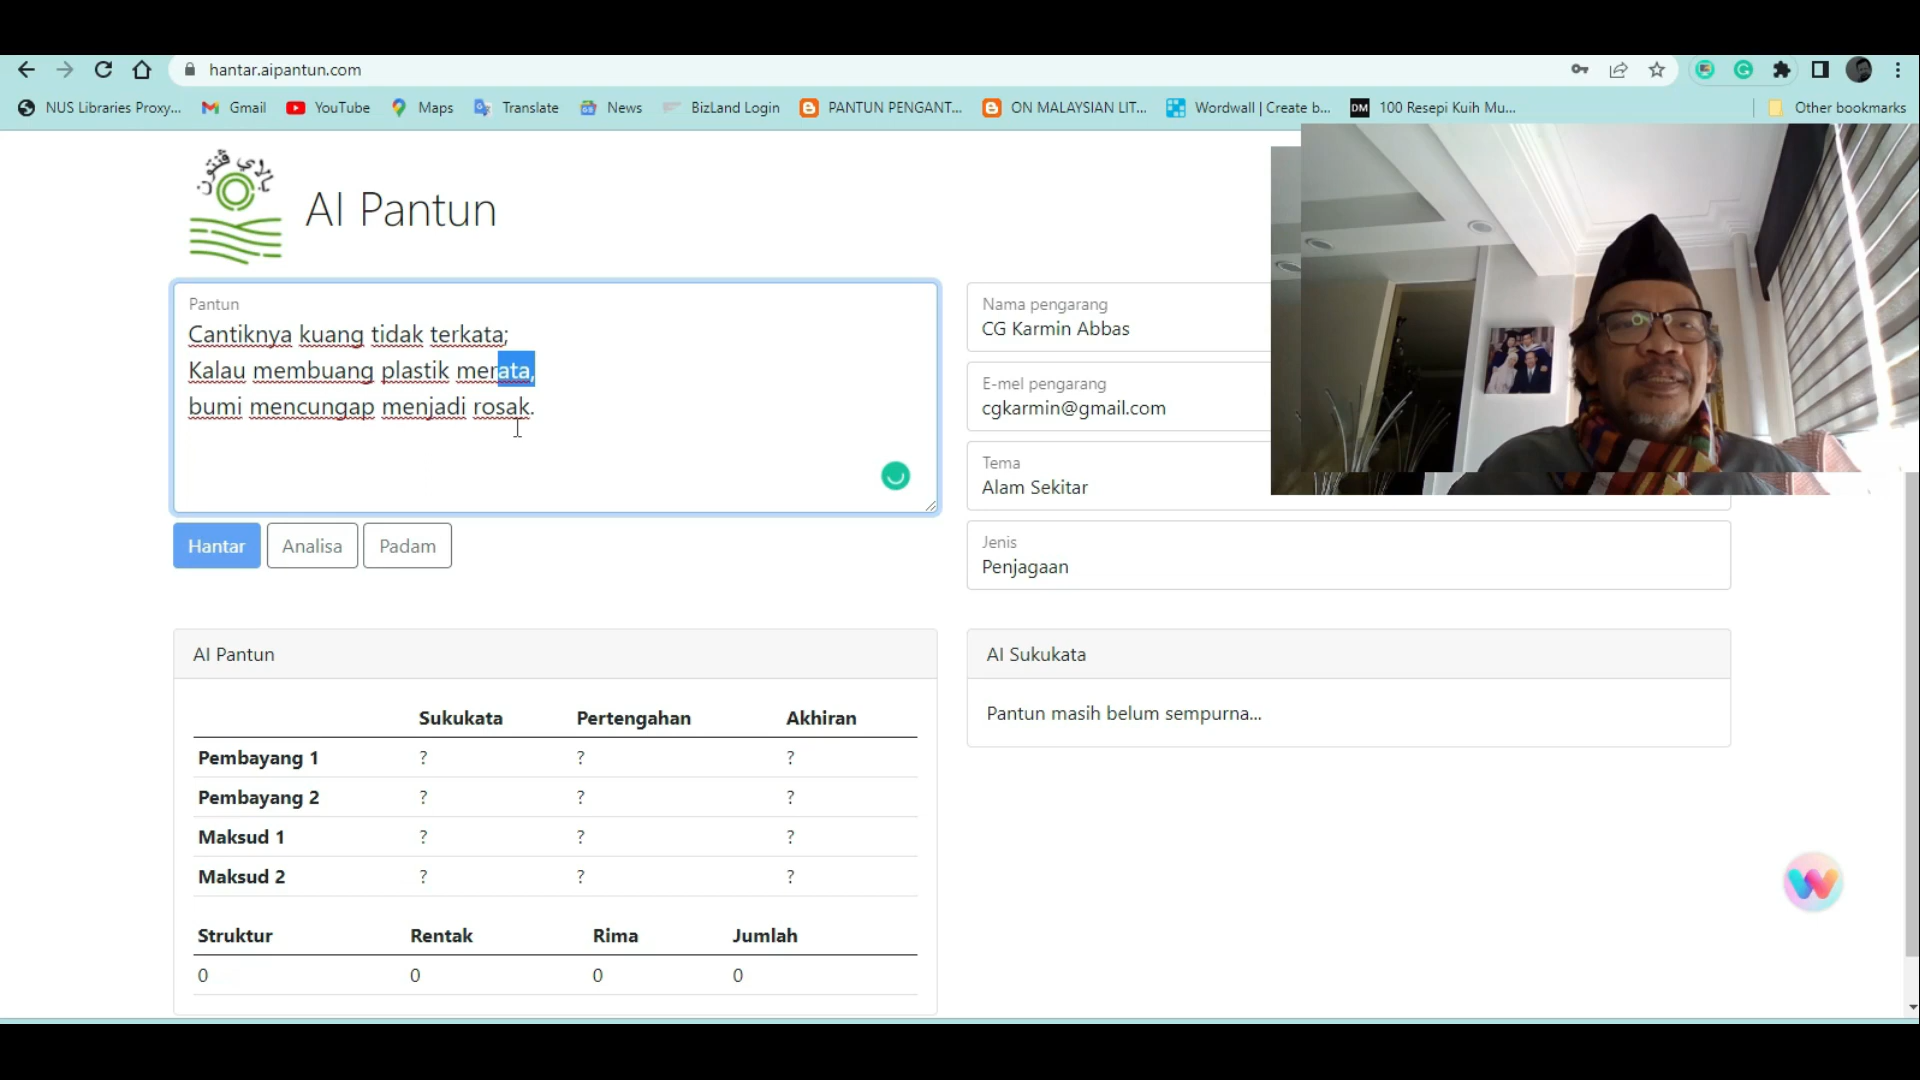 hantar.aipantun.com
NUS Libraries Proxy...
Gmail
YouTube
Maps
Translate
News
BizLand Login
PANTUN PENGANT...
ON MALAYSIAN LIT...
Wordwall | Create b...
DM
100 Resepi Kuih Mu...
Other bookmarks
بالاي ڤنتون
AI Pantun
Pantun
Cantiknya kuang tidak terkata;
Kalau membuang plastik merata,
bumi mencungap menjadi rosak.
Hantar
Analisa
Padam
Nama pengarang
CG Karmin Abbas
E-mel pengarang
cgkarmin@gmail.com
Tema
Alam Sekitar
Jenis
Penjagaan
AI Pantun
Sukukata Pertengahan Akhiran
Pembayang 1 ? ? ?
Pembayang 2 ? ? ?
Maksud 1 ? ? ?
Maksud 2 ? ? ?
Struktur Rentak Rima Jumlah
0 0 0 0
AI Sukukata
Pantun masih belum sempurna...